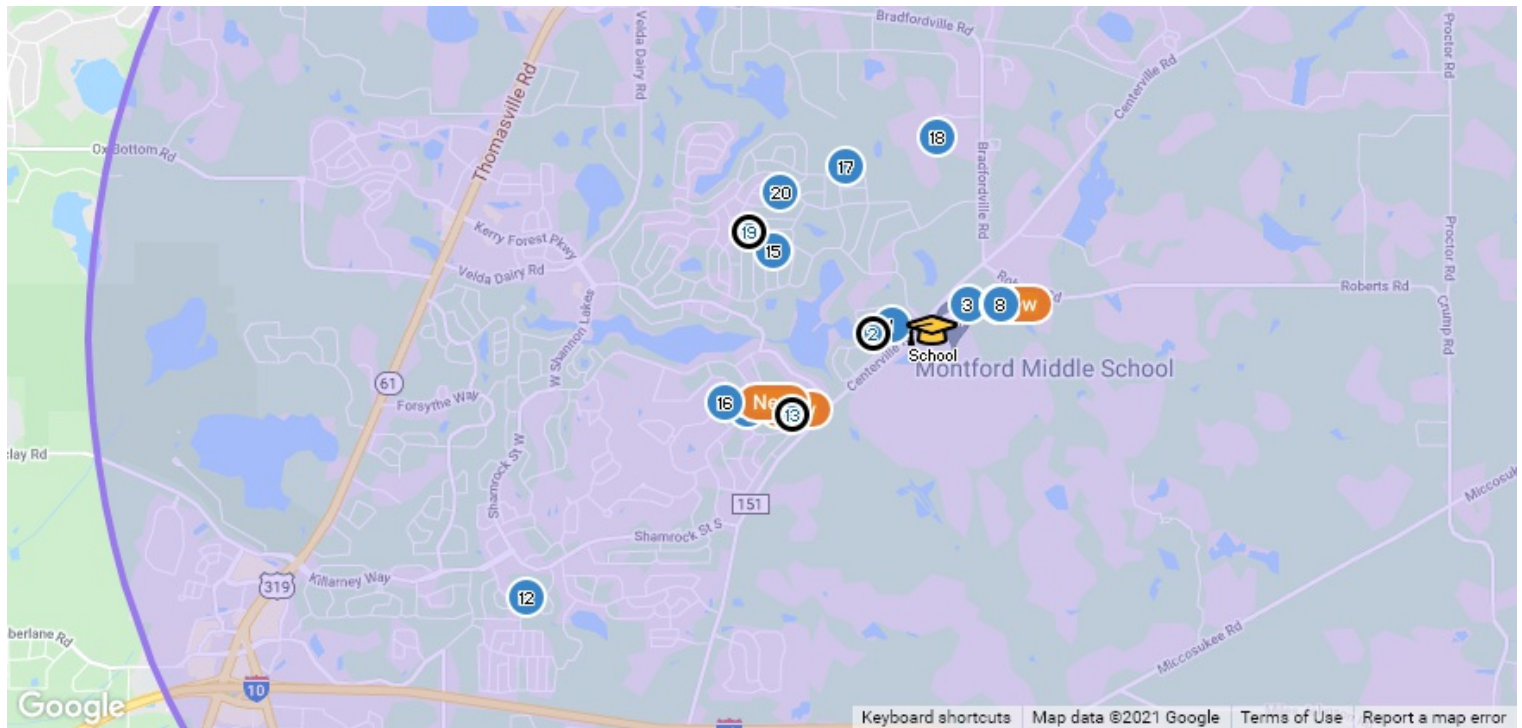 Bradfordville Rd
Velda Dairy Rd
Proctor Rd
Centerville Rd
Thomasville Rd
18
Ox Bottom Rd
17
Bradfordville Rd
20
19
15
Kerry Forest Pkwy
Proctor Rd
Velda Dairy Rd
Roberts Rd
3
8
W Shannon Lakes
Crump Rd
2
School
Centerville
Montford Middle School
61
Forsythe Way
16
13
Shamrock St W
151
Miccosukee
Shamrock St S
Killarney Way
319
12
Miccosukee Rd
10
Google
Keyboard shortcuts
Map data ©2021 Google
Terms of Use
Report a map error